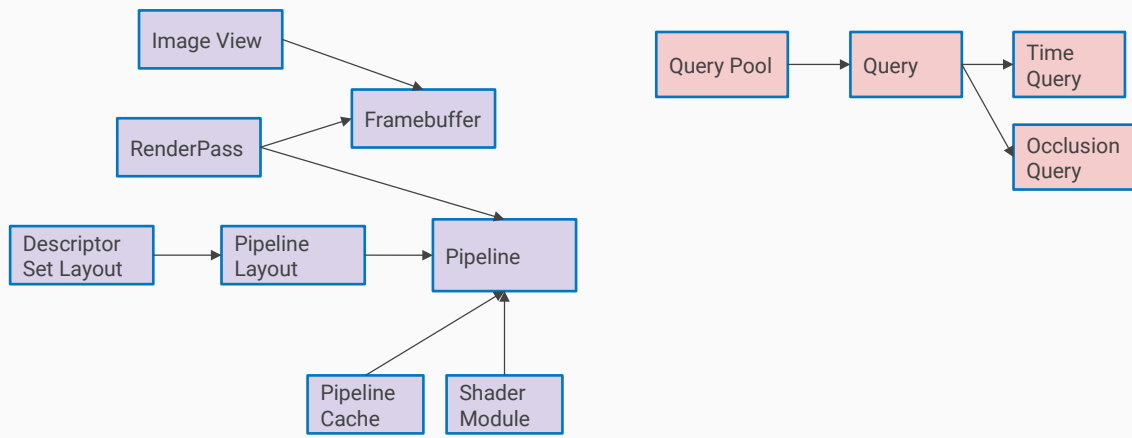 Image View
Framebuffer
RenderPass
Descriptor
Set Layout
Pipeline
Layout
Pipeline
Pipeline
Cache
Shader
Module
Query Pool
Query
Time
Query
Occlusion
Query